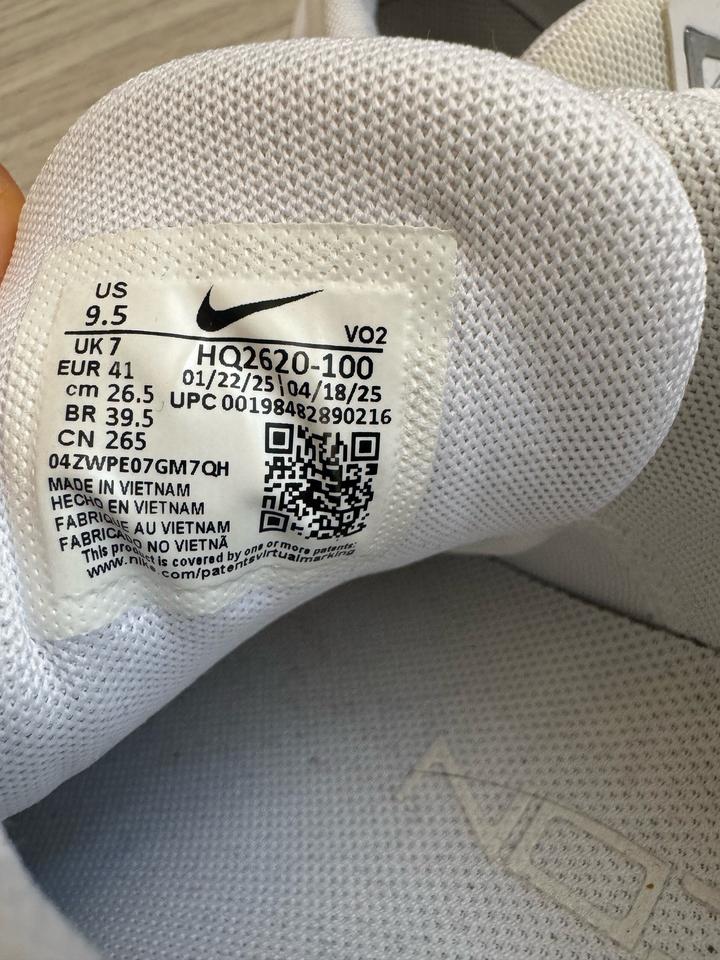 US
9.5
UK 7
EUR 41
cm 26.5
BR 39.5
CN 265
VO2
HQ2620-100
01/22/25 04/18/25
UPC 00198482890216
04ZWPE07GM7QH
MADE IN VIETNAM
HECHO EN VIETNAM
FABRIQUE AU VIETNAM
FABRICADO NO VIETNÃ
This product is covered by one or more patents:
www.nike.com/patentsvirtualmarking